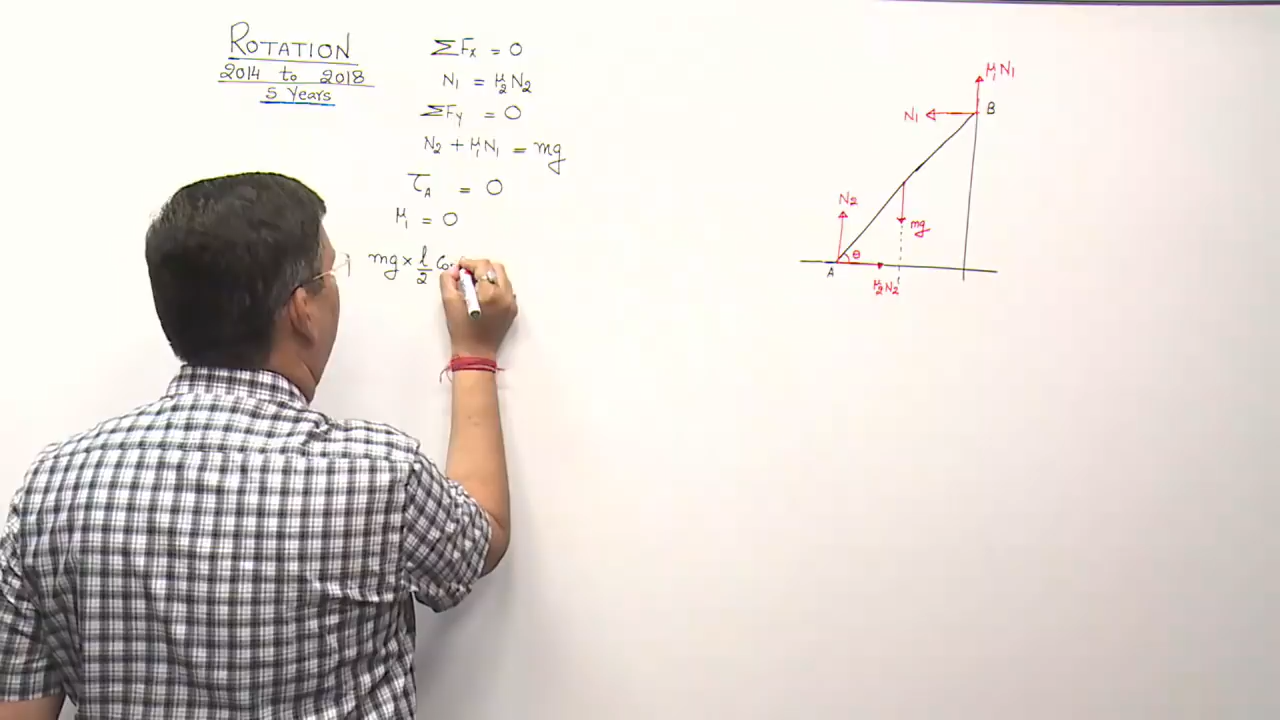 ROTATION
2014 to 2018
5 Years
ΣFx = 0
N1 = μ2N2
ΣFy = 0
N2 + μ1N1 = mg
τA = 0
μ1 = 0
mg × l/2
μ1N1
N1
B
N2
mg
θ
A
μ2N2